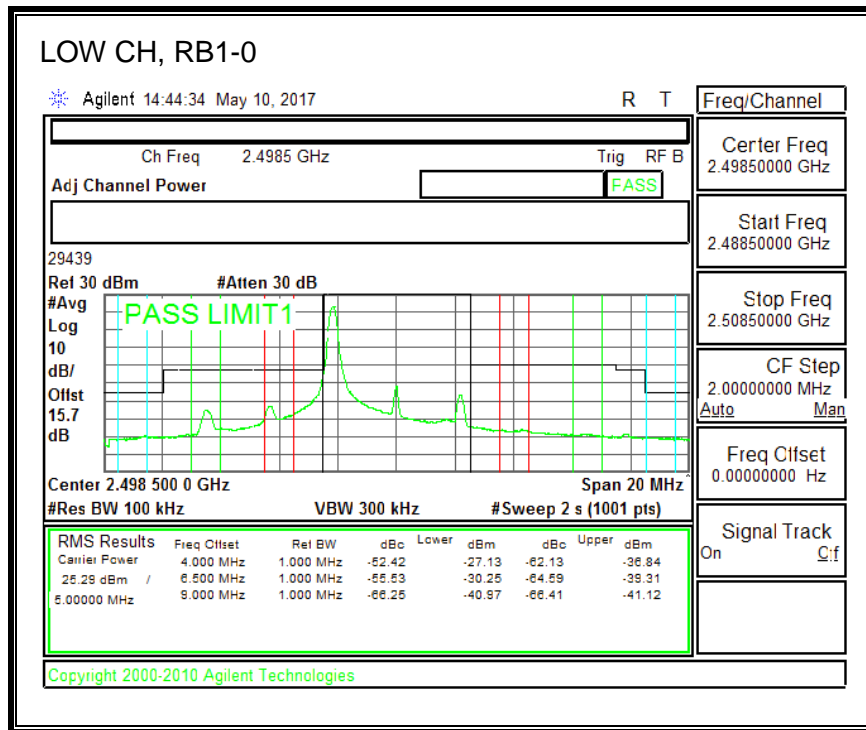 LOW CH, RB1-0
Agilent 14:44:34 May 10, 2017 R T
Freq/Channel
Ch Freq 2.4985 GHz Trig RF B
Adj Channel Power PASS
Center Freq
2.49850000 GHz
Start Freq
2.48850000 GHz
Stop Freq
2.50850000 GHz
CF Step
2.00000000 MHz
Auto Man
Freq Offset
0.00000000 Hz
Signal Track
On Off
29439
Ref 30 dBm #Atten 30 dB
#Avg
Log
10
dB/
Offst
15.7
dB
PASS LIMIT1
Center 2.498 500 0 GHz Span 20 MHz
#Res BW 100 kHz VBW 300 kHz #Sweep 2 s (1001 pts)
RMS Results Freq Offset Ref BW dBc Lower dBm dBc Upper dBm
Carrier Power 4.000 MHz 1.000 MHz -52.42 -27.13 -62.13 -36.84
25.29 dBm / 6.500 MHz 1.000 MHz -55.53 -30.25 -64.59 -39.31
5.00000 MHz 9.000 MHz 1.000 MHz -66.25 -40.97 -66.41 -41.12
Copyright 2000-2010 Agilent Technologies